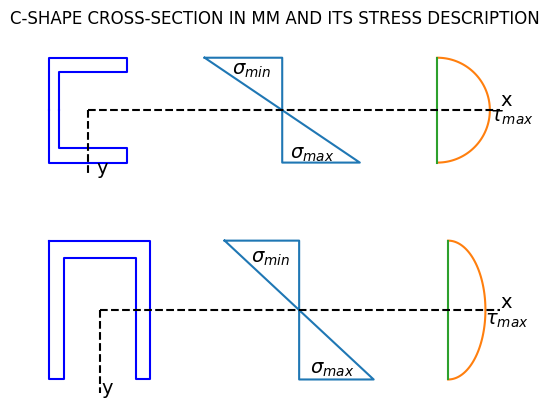 C-SHAPE CROSS-SECTION IN MM AND ITS STRESS DESCRIPTION
σmin
x
τmax
σmax
y
σmin
x
τmax
σmax
y